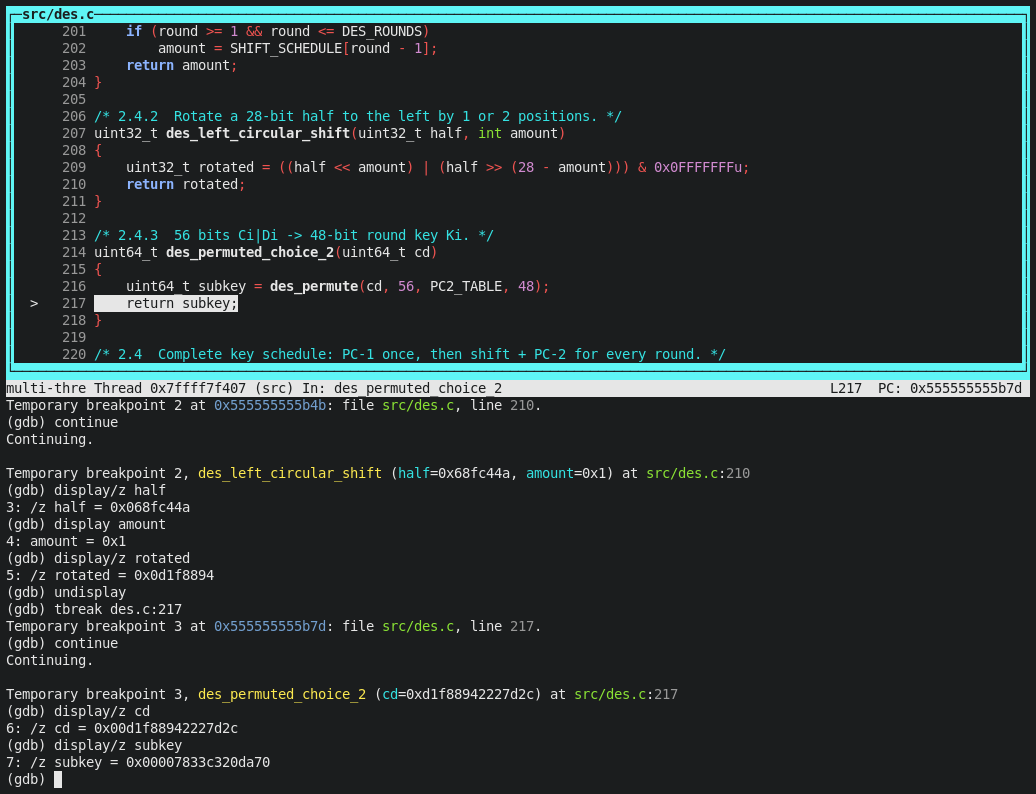 src/des.c
201     if (round >= 1 && round <= DES_ROUNDS)
202         amount = SHIFT_SCHEDULE[round - 1];
203     return amount;
204 }
205
206 /* 2.4.2  Rotate a 28-bit half to the left by 1 or 2 positions. */
207 uint32_t des_left_circular_shift(uint32_t half, int amount)
208 {
209     uint32_t rotated = ((half << amount) | (half >> (28 - amount))) & 0x0FFFFFFFu;
210     return rotated;
211 }
212
213 /* 2.4.3  56 bits Ci|Di -> 48-bit round key Ki. */
214 uint64_t des_permuted_choice_2(uint64_t cd)
215 {
216     uint64_t subkey = des_permute(cd, 56, PC2_TABLE, 48);
> 217     return subkey;
218 }
219
220 /* 2.4  Complete key schedule: PC-1 once, then shift + PC-2 for every round. */
multi-thre Thread 0x7ffff7f407 (src) In: des_permuted_choice_2 L217 PC: 0x555555555b7d
Temporary breakpoint 2 at 0x555555555b4b: file src/des.c, line 210.
(gdb) continue
Continuing.

Temporary breakpoint 2, des_left_circular_shift (half=0x68fc44a, amount=0x1) at src/des.c:210
(gdb) display/z half
3: /z half = 0x068fc44a
(gdb) display amount
4: amount = 0x1
(gdb) display/z rotated
5: /z rotated = 0x0d1f8894
(gdb) undisplay
(gdb) tbreak des.c:217
Temporary breakpoint 3 at 0x555555555b7d: file src/des.c, line 217.
(gdb) continue
Continuing.

Temporary breakpoint 3, des_permuted_choice_2 (cd=0xd1f88942227d2c) at src/des.c:217
(gdb) display/z cd
6: /z cd = 0x00d1f88942227d2c
(gdb) display/z subkey
7: /z subkey = 0x00007833c320da70
(gdb)